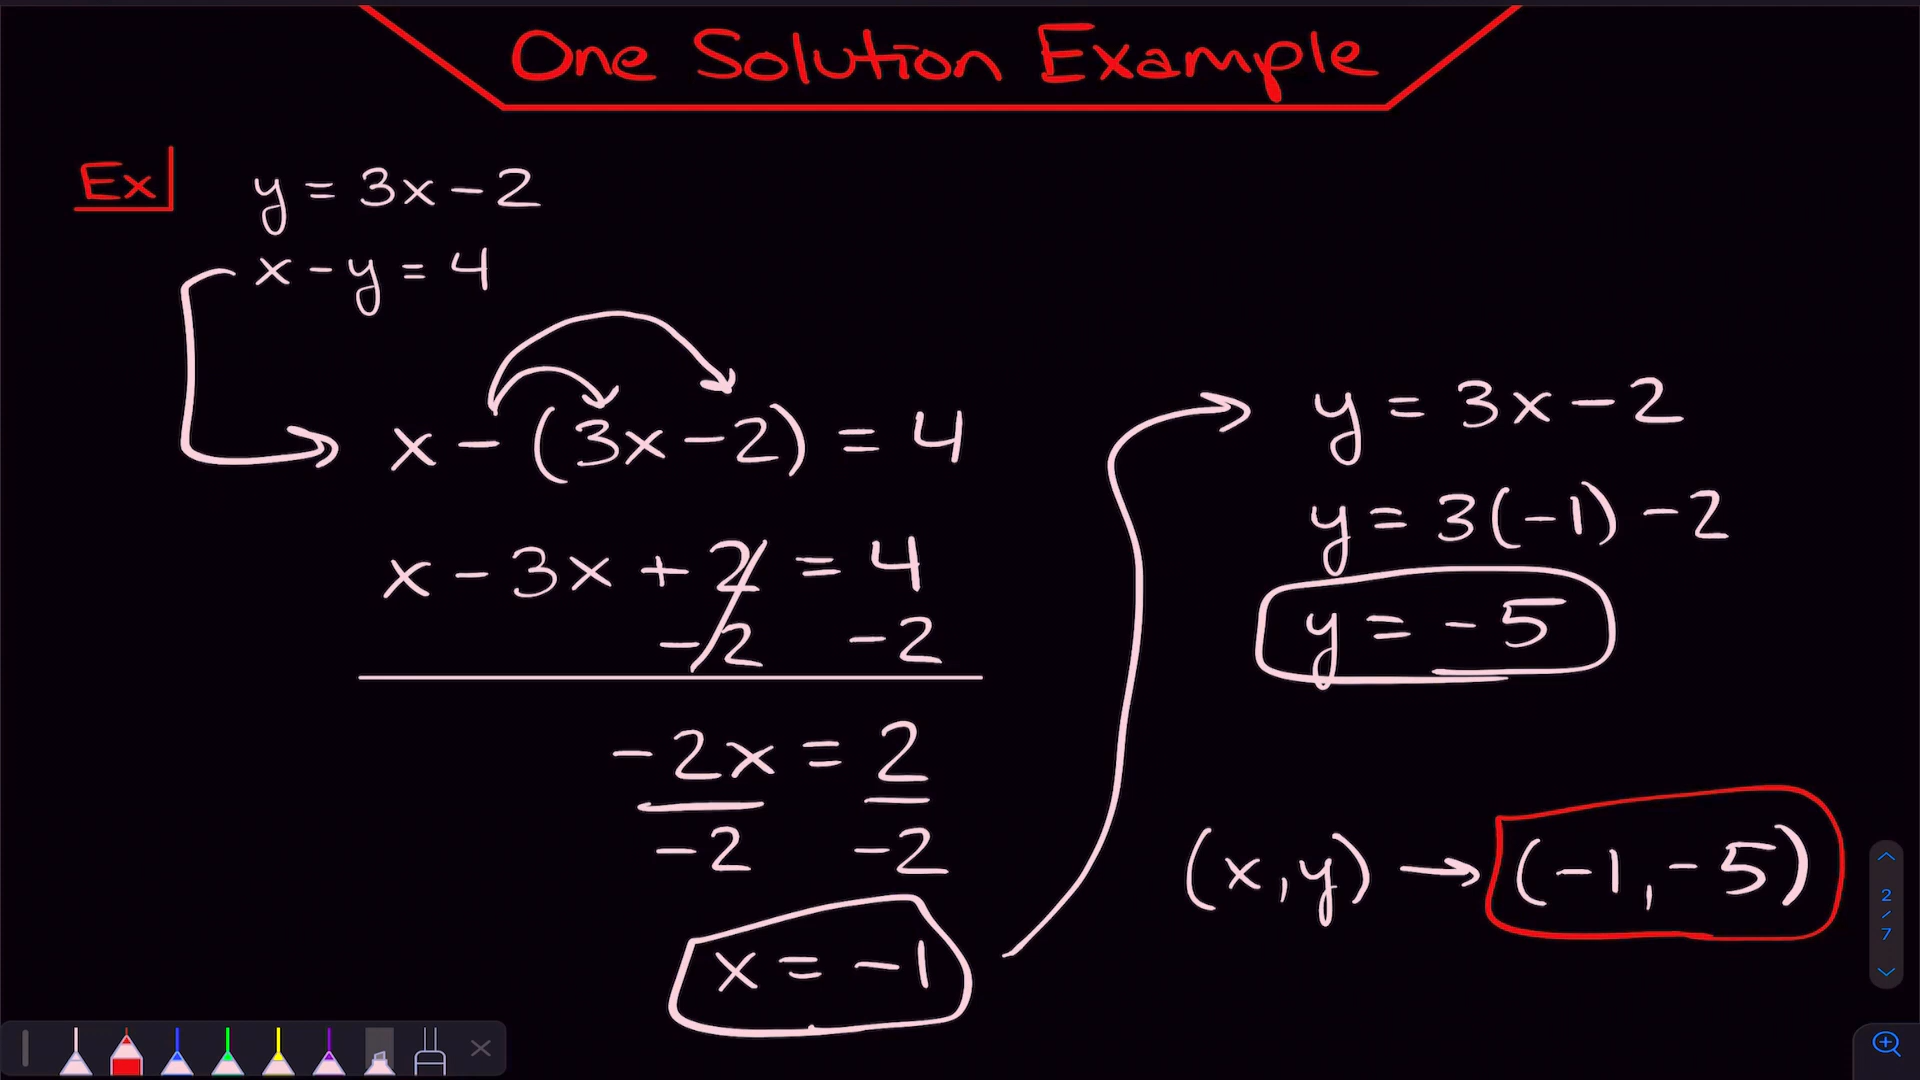 One Solution Example
Ex
y = 3x - 2
x - y = 4
x - (3x - 2) = 4
x - 3x + 2 = 4
-2 -2
-2x = 2
-2 -2
x = -1
y = 3x - 2
y = 3(-1) - 2
y = -5
(x, y) → (-1, -5)
2
/
7